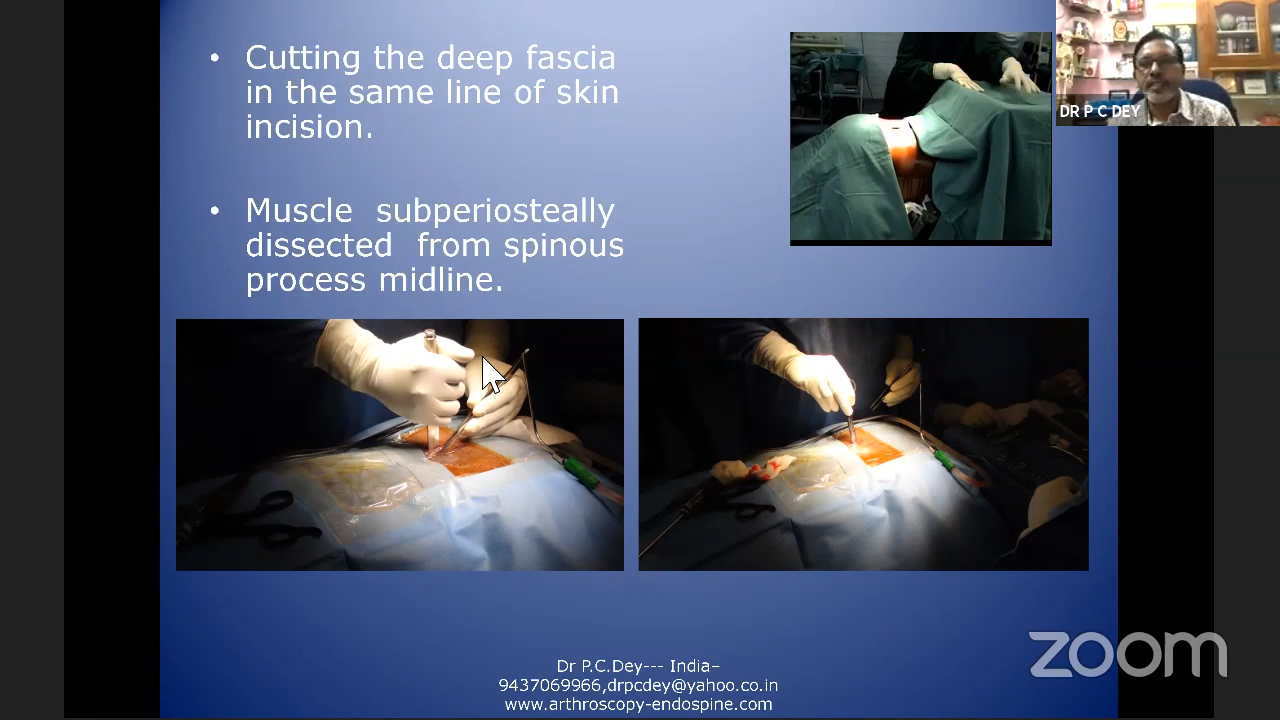 • Cutting the deep fascia
in the same line of skin
incision.
• Muscle subperiosteally
dissected from spinous
process midline.
DR P C DEY
Dr P.C.Dey--- India–
9437069966,drpcdey@yahoo.co.in
www.arthroscopy-endospine.com
zoom